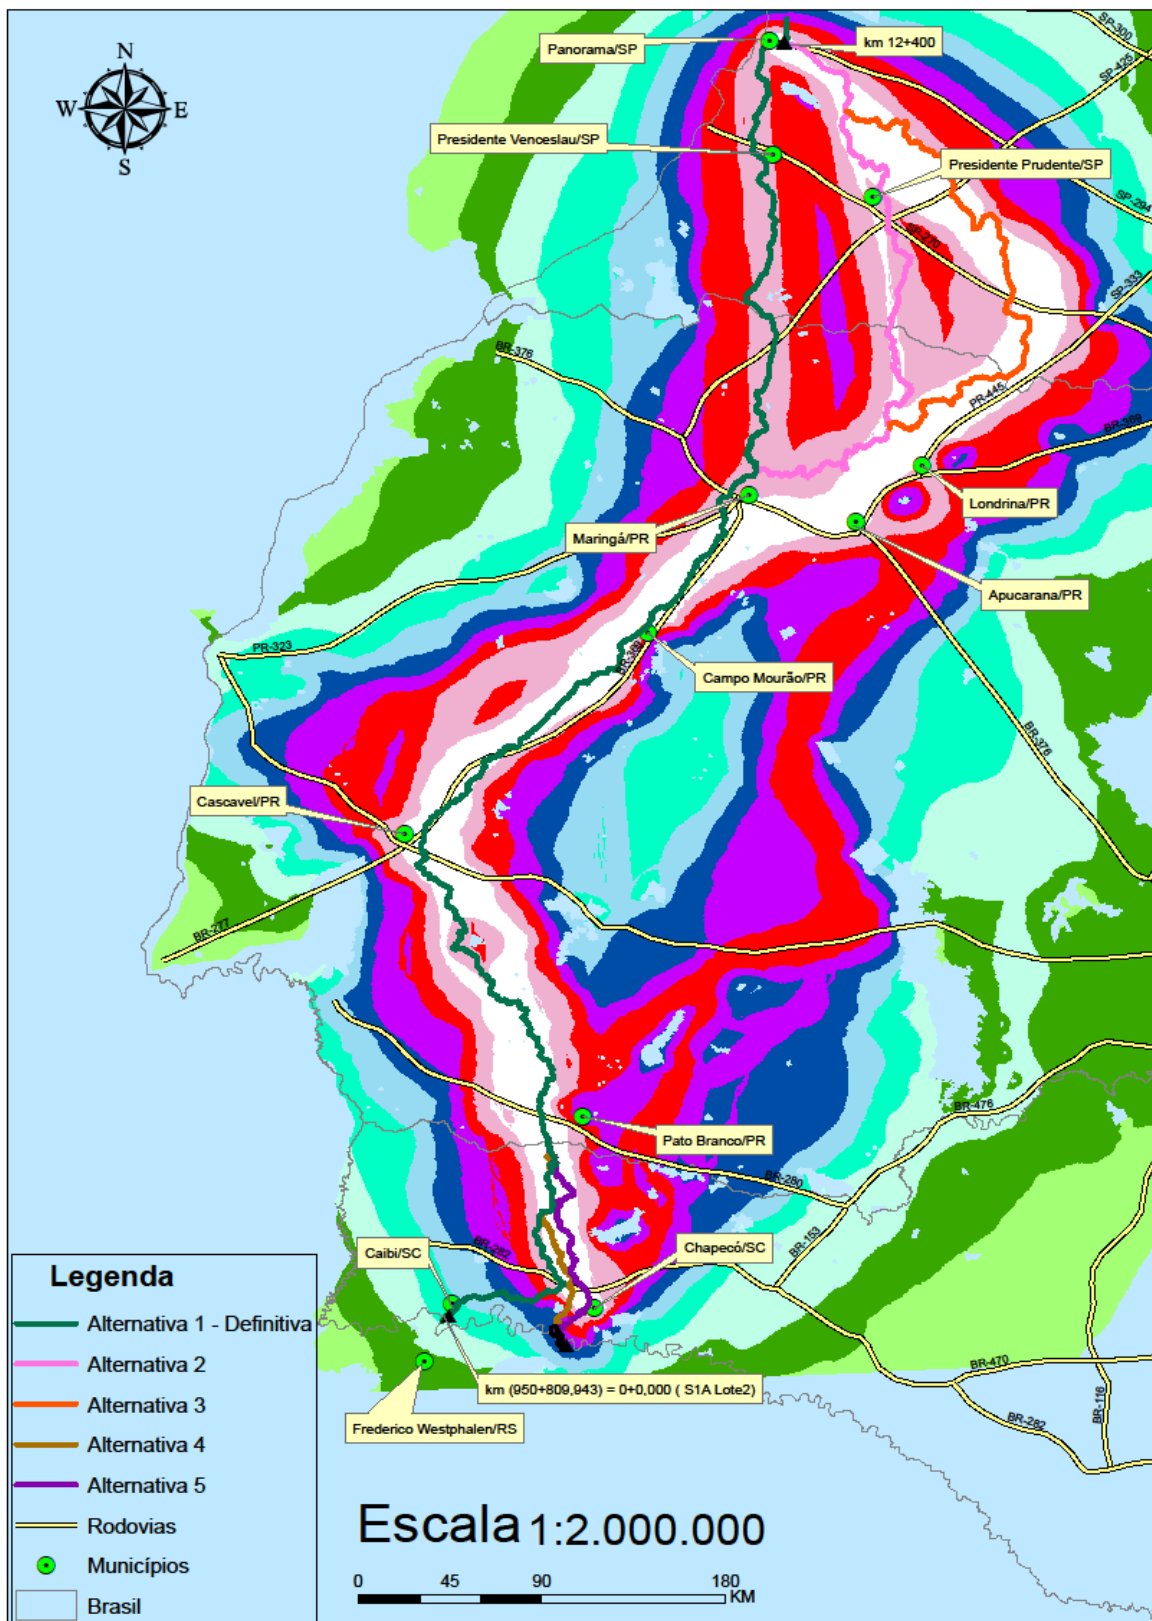 N
W
E
S
Panorama/SP
km 12+400
SP-300
SP-425
Presidente Venceslau/SP
Presidente Prudente/SP
SP-294
SP-270
SP-333
BR-376
PR-445
BR-369
Londrina/PR
Maringá/PR
Apucarana/PR
PR-323
BR-369
Campo Mourão/PR
BR-376
Cascavel/PR
BR-277
BR-476
Pato Branco/PR
BR-280
BR-153
Caibi/SC
BR-282
Chapecó/SC
BR-470
km (950+809,943) = 0+0,000 ( S1A Lote2)
BR-116
BR-282
Frederico Westphalen/RS
Legenda
Alternativa 1 - Definitiva
Alternativa 2
Alternativa 3
Alternativa 4
Alternativa 5
Rodovias
Municípios
Brasil
Escala 1:2.000.000
0 45 90 180
KM